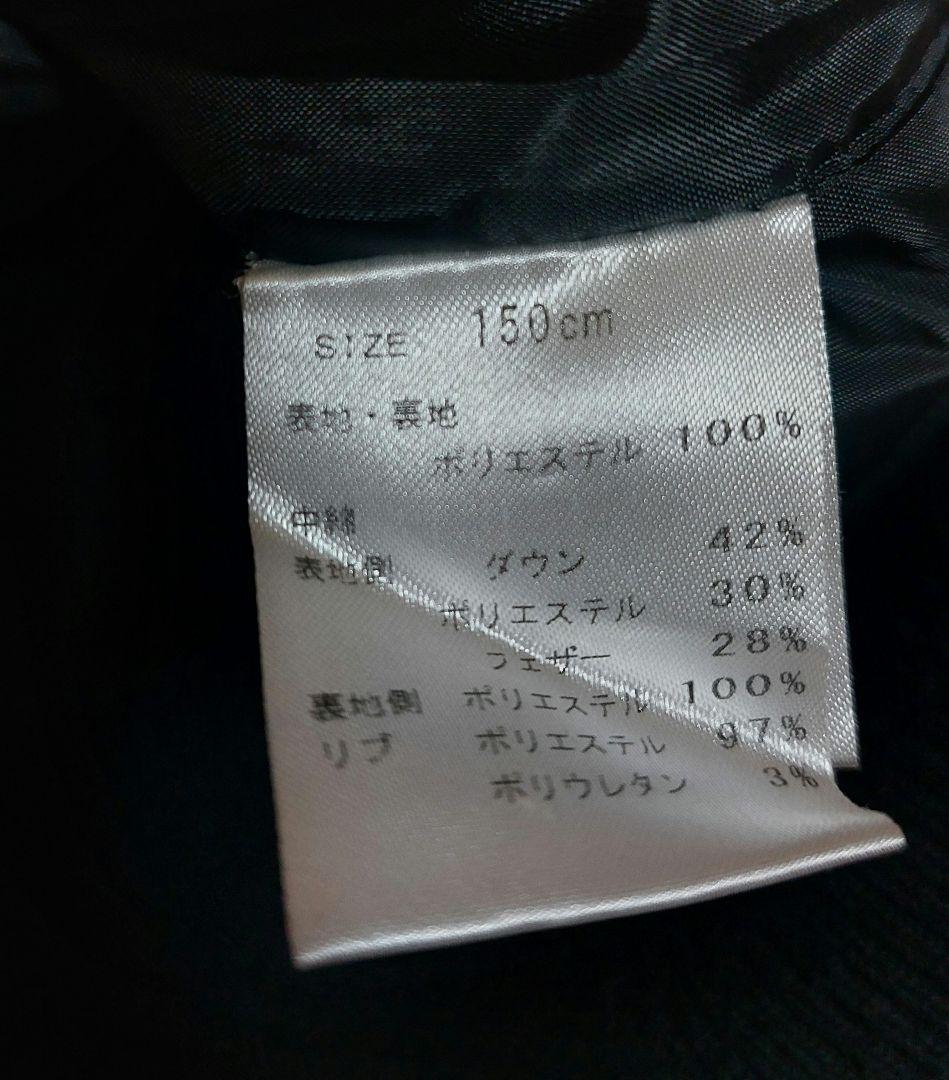 SIZE 150cm
表地・裏地
ポリエステル 100%
中綿
表地側 ダウン 42%
ポリエステル 30%
フェザー 28%
裏地側 ポリエステル 100%
リブ ポリエステル 97%
ポリウレタン 3%